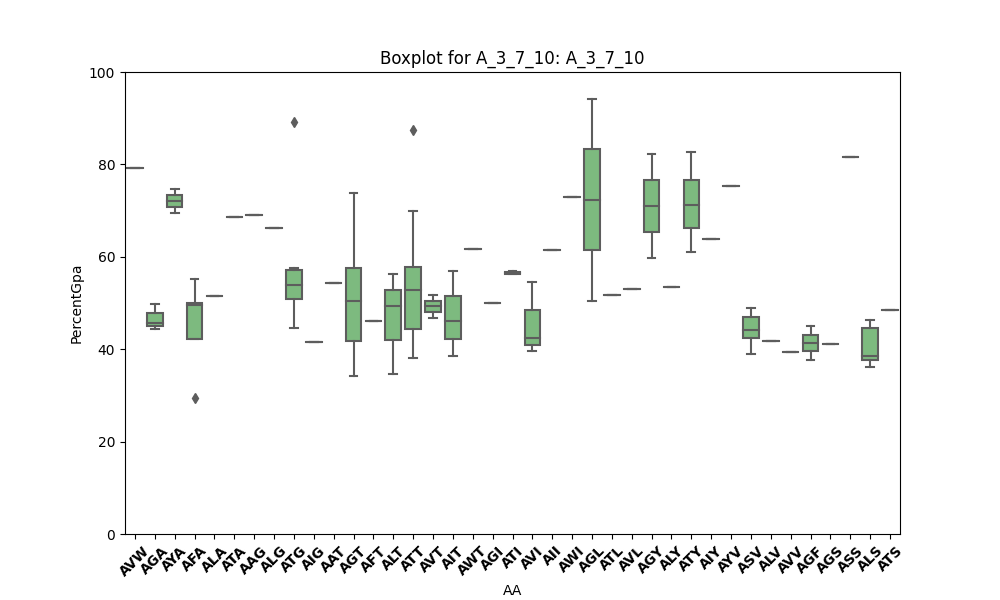 Boxplot for A_3_7_10: A_3_7_10
PercentGpa
100
80
60
40
20
0
AVW AGA AYA AFA ALA ATA AAG ALG ATG AIG AAT AGT AFT ALT ATT AVT AIT AWT AGI ATI AVI AII AWI AGL ATL AVL AGY ALY ATY AIY AYV ASV ALV AVV AGF AGS ASS ALS ATS
AA